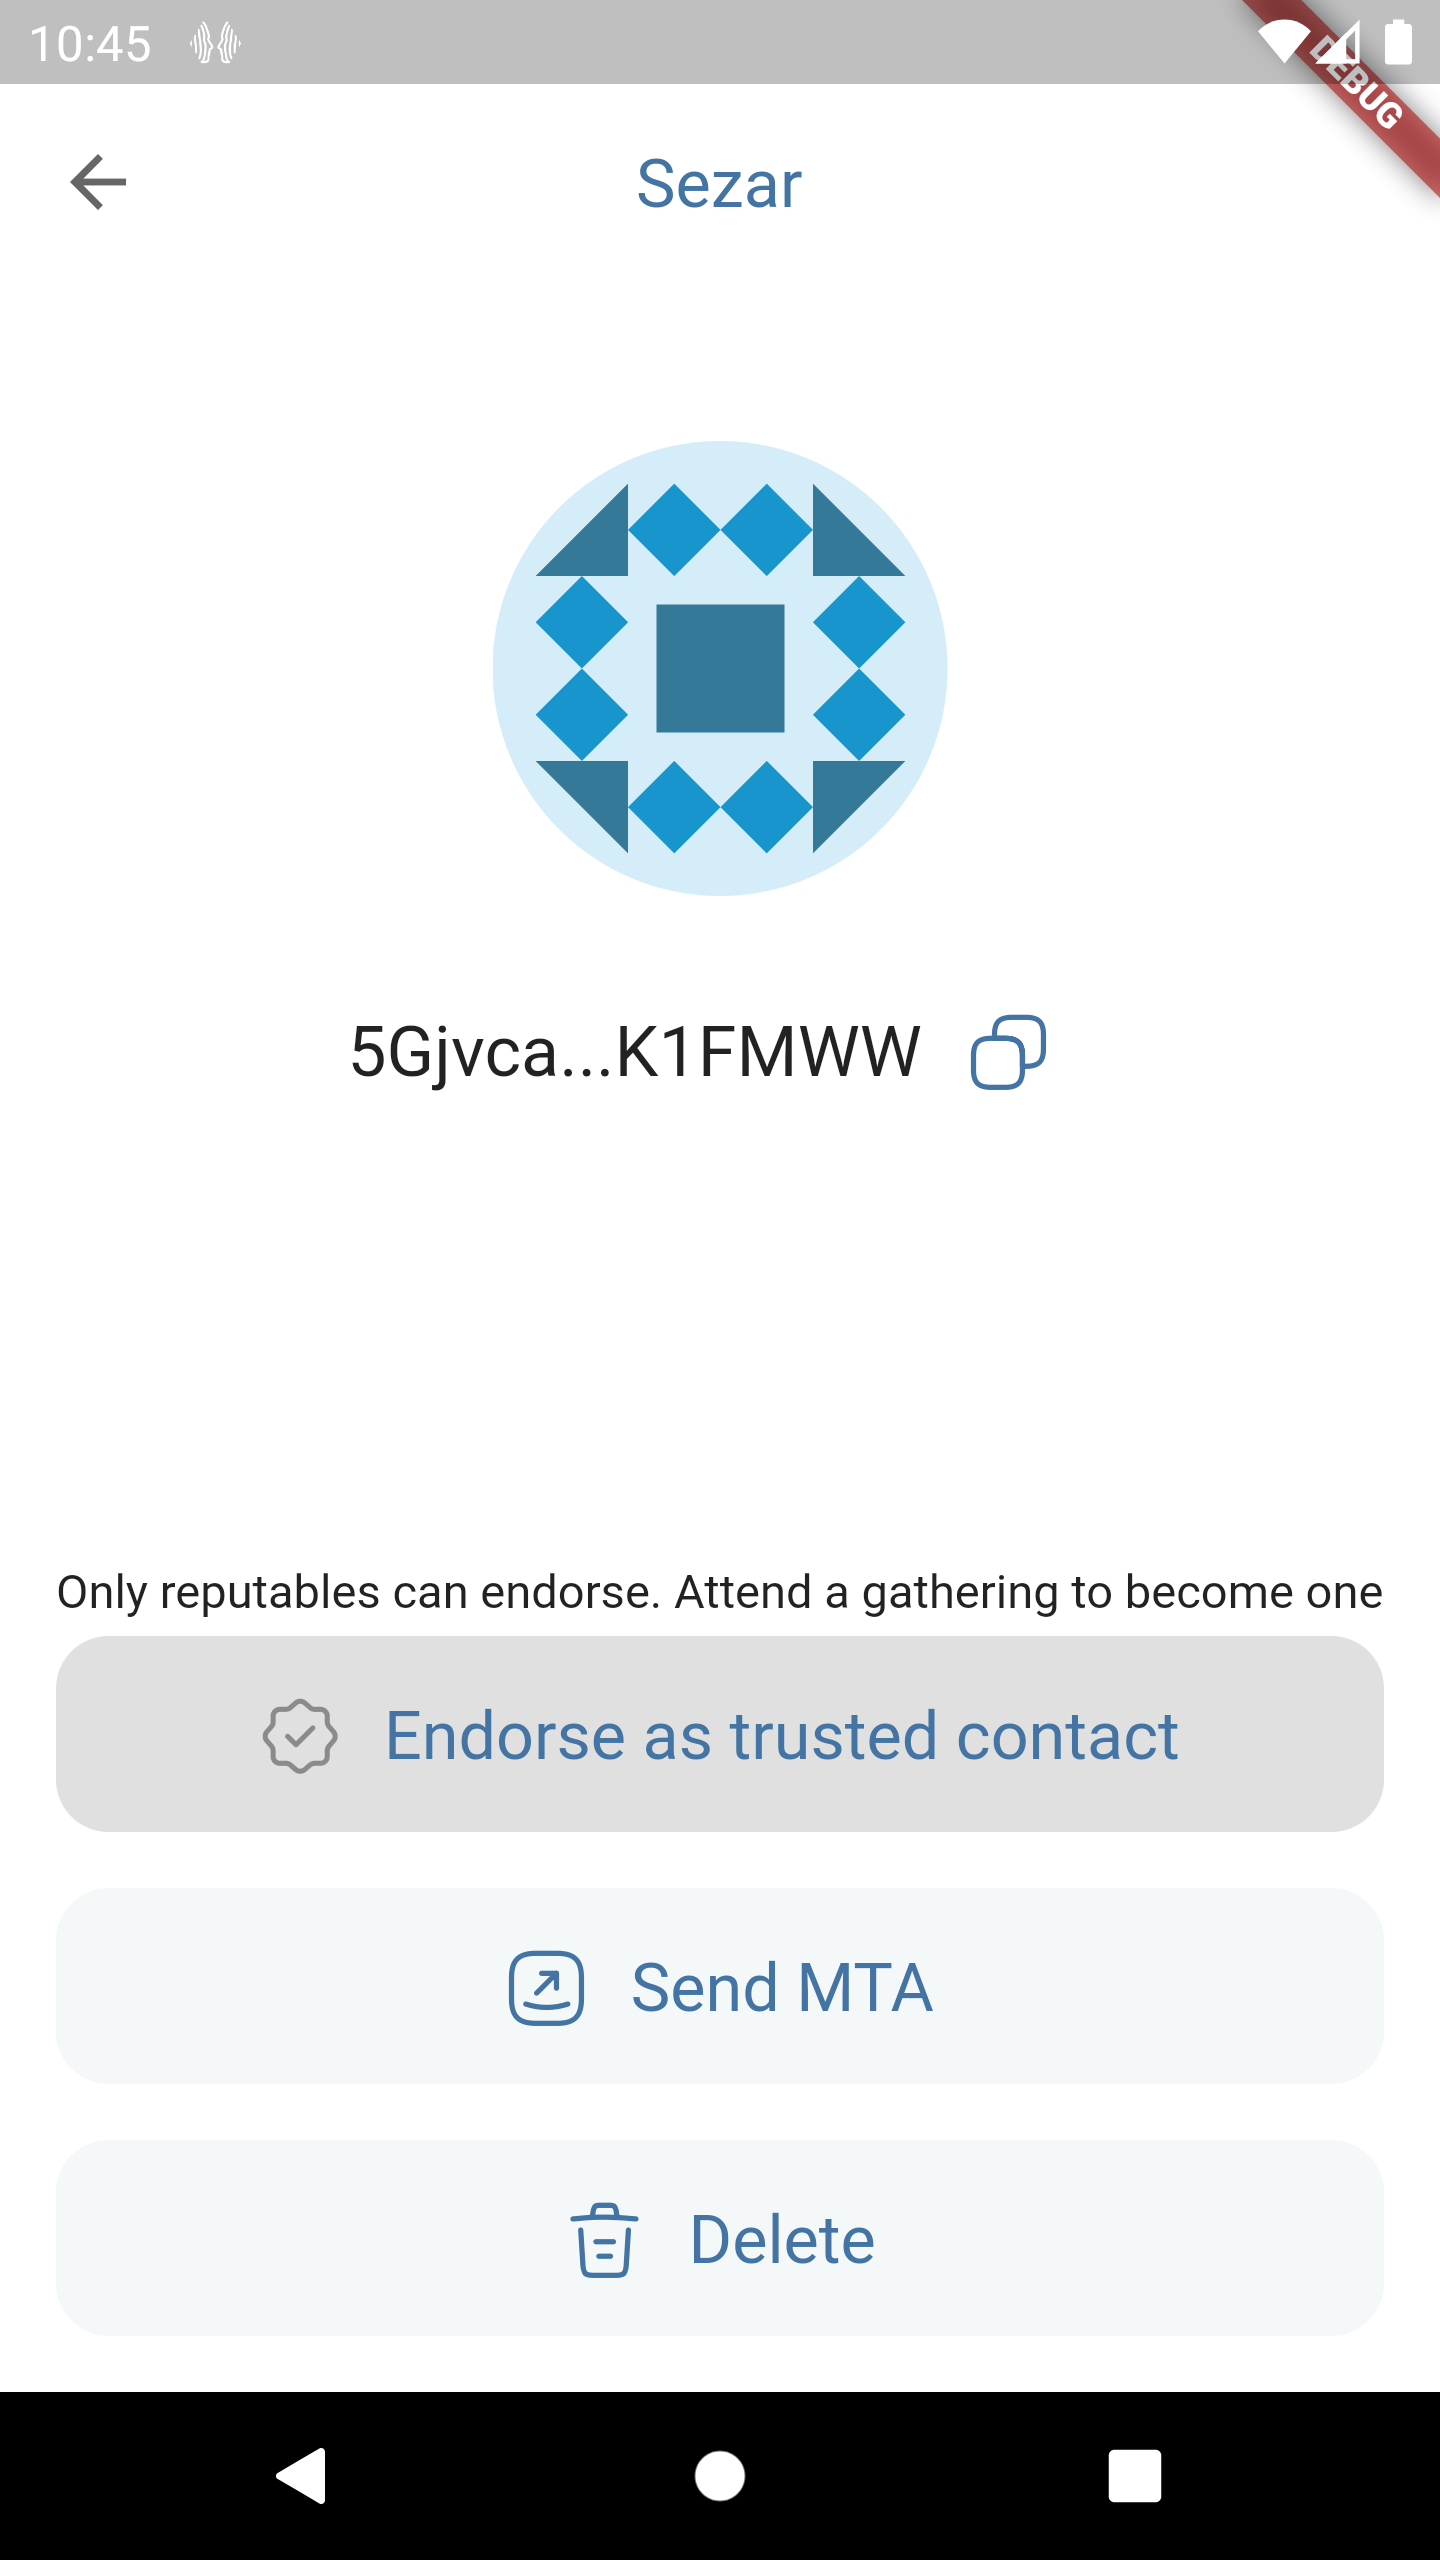 10:45
DEBUG
Sezar
5Gjvca...K1FMWW
Only reputables can endorse. Attend a gathering to become one
Endorse as trusted contact
Send MTA
Delete